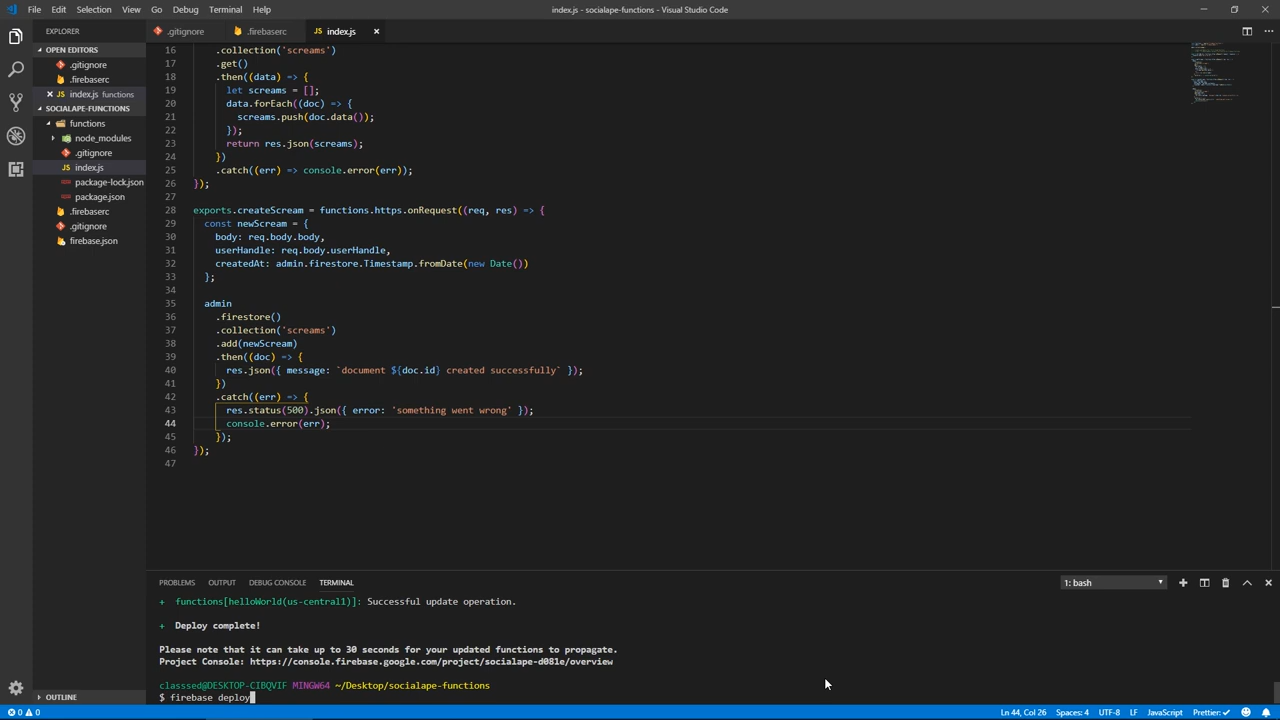 File Edit Selection View Go Debug Terminal Help
index.js - socialape-functions - Visual Studio Code
EXPLORER
.gitignore
.firebaserc
JS index.js
OPEN EDITORS
.gitignore
.firebaserc
JS index.js functions
SOCIALAPE-FUNCTIONS
functions
node_modules
.gitignore
JS index.js
package-lock.json
package.json
.firebaserc
.gitignore
firebase.json
OUTLINE
16 .collection('screams')
17 .get()
18 .then((data) => {
19 let screams = [];
20 data.forEach((doc) => {
21 screams.push(doc.data());
22 });
23 return res.json(screams);
24 })
25 .catch((err) => console.error(err));
26 });
27
28 exports.createScream = functions.https.onRequest((req, res) => {
29 const newScream = {
30 body: req.body.body,
31 userHandle: req.body.userHandle,
32 createdAt: admin.firestore.Timestamp.fromDate(new Date())
33 };
34
35 admin
36 .firestore()
37 .collection('screams')
38 .add(newScream)
39 .then((doc) => {
40 res.json({ message: `document ${doc.id} created successfully` });
41 })
42 .catch((err) => {
43 res.status(500).json({ error: 'something went wrong' });
44 console.error(err);
45 });
46 });
47
PROBLEMS OUTPUT DEBUG CONSOLE TERMINAL
1: bash
+ functions[helloWorld(us-central1)]: Successful update operation.
+ Deploy complete!
Please note that it can take up to 30 seconds for your updated functions to propagate.
Project Console: https://console.firebase.google.com/project/socialape-d081e/overview
classsed@DESKTOP-CIBQVIF MINGW64 ~/Desktop/socialape-functions
$ firebase deploy
0 0
Ln 44, Col 26 Spaces: 4 UTF-8 LF JavaScript Prettier: ✓